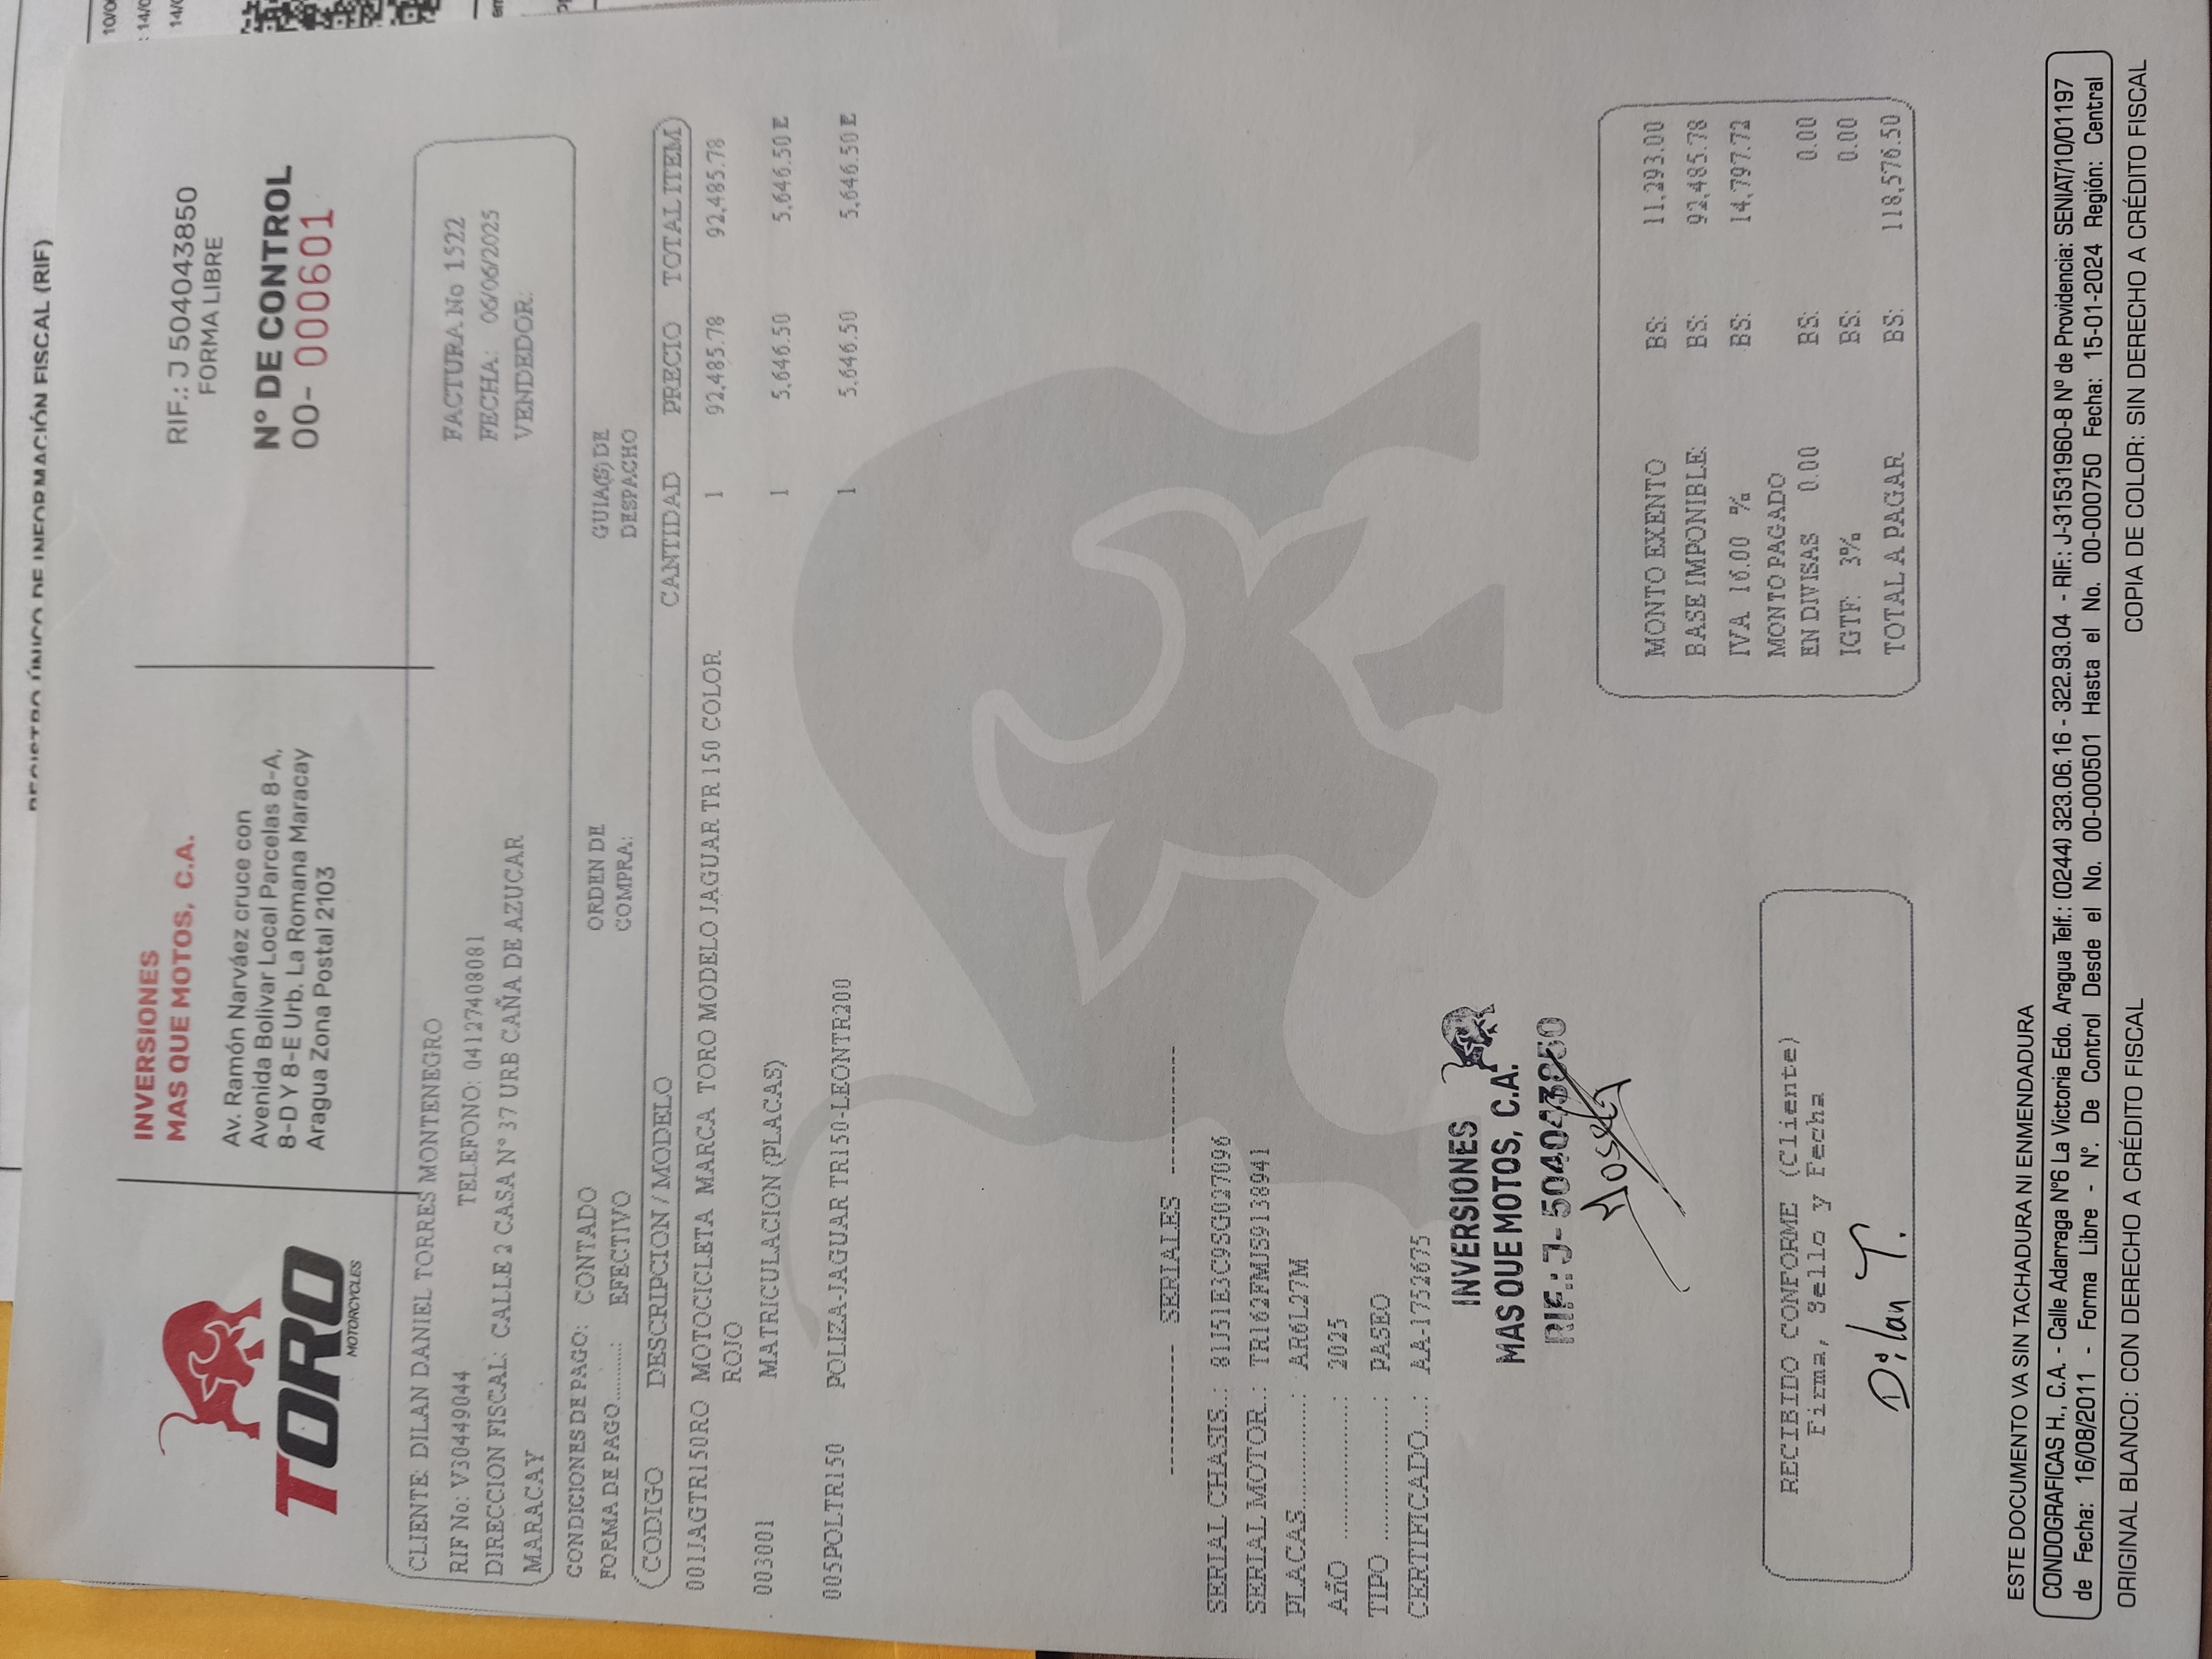 REGISTRO ÚNICO DE INFORMACIÓN FISCAL (RIF)
10/0
: 14/0
14/0
TORO
MOTORCYCLES
INVERSIONES
MAS QUE MOTOS, C.A.
Av. Ramón Narváez cruce con
Avenida Bolivar Local Parcelas 8-A,
8-D Y 8-E Urb. La Romana Maracay
Aragua Zona Postal 2103
RIF.: J 504043850
FORMA LIBRE
N° DE CONTROL
00- 000601
CLIENTE: DILAN DANIEL TORRES MONTENEGRO
RIF No: V30449044 TELEFONO: 04127408081
DIRECCION FISCAL: CALLE 2 CASA N° 37 URB CAÑA DE AZUCAR
MARACAY
FACTURA No 1522
FECHA: 06/06/2025
VENDEDOR:
CONDICIONES DE PAGO: CONTADO
FORMA DE PAGO..........: EFECTIVO
ORDEN DE
COMPRA:
GUIA(S) DE
DESPACHO
CODIGO DESCRIPCION / MODELO CANTIDAD PRECIO TOTAL ITEM
001JAGTR150RO MOTOCICLETA MARCA TORO MODELO JAGUAR TR150 COLOR 1 92,485.78 92,485.78
ROJO
003001 MATRICULACION (PLACAS) 1 5,646.50 5,646.50 E
005POLTR150 POLIZA-JAGUAR TR150-LEONTR200 1 5,646.50 5,646.50 E
------------ SERIALES ------------
SERIAL CHASIS..: 81J51E3C9SG027096
SERIAL MOTOR..: TR162FMJS9138941
PLACAS..................: AR6L27M
AñO ..................: 2025
TIPO ..................: PASEO
CERTIFICADO....: AA-1752675
INVERSIONES
MAS QUE MOTOS, C.A.
RIF.: J- 504043850
MONTO EXENTO BS: 11,293.00
BASE IMPONIBLE: BS: 92,485.78
IVA 16.00 % BS: 14,797.72
MONTO PAGADO
EN DIVISAS 0.00 BS: 0.00
IGTF: 3% BS: 0.00
TOTAL A PAGAR BS: 118,576.50
RECIBIDO CONFORME (Cliente)
Firma, Sello y Fecha
Dilan T.
ESTE DOCUMENTO VA SIN TACHADURA NI ENMENDADURA
CONDOGRAFICAS H., C.A. - Calle Adarraga N°6 La Victoria Edo. Aragua Telf.: (0244) 323.06.16 - 322.93.04 - RIF.: J-31531960-8 N° de Providencia: SENIAT/10/01197
de Fecha: 16/08/2011 - Forma Libre - N°. De Control Desde el No. 00-000501 Hasta el No. 00-000750 Fecha: 15-01-2024 Región: Central
ORIGINAL BLANCO: CON DERECHO A CRÉDITO FISCAL COPIA DE COLOR: SIN DERECHO A CRÉDITO FISCAL